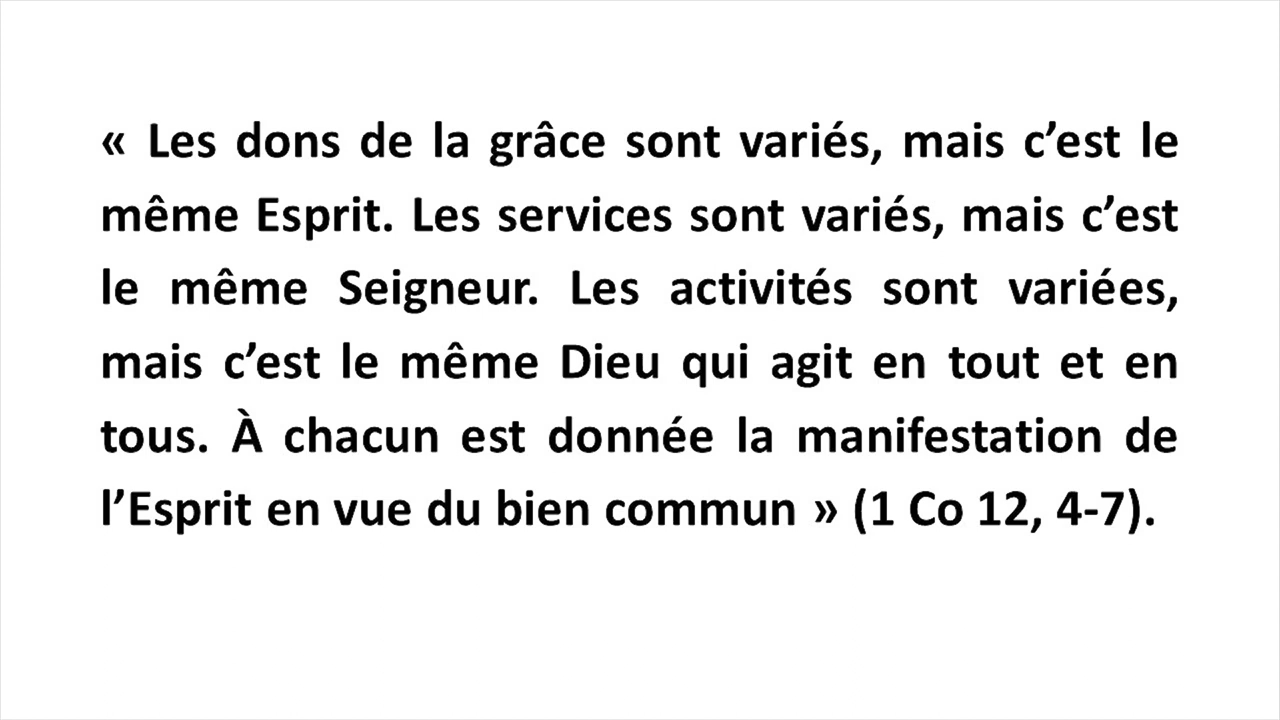 « Les dons de la grâce sont variés, mais c’est le
même Esprit. Les services sont variés, mais c’est
le même Seigneur. Les activités sont variées,
mais c’est le même Dieu qui agit en tout et en
tous. À chacun est donnée la manifestation de
l’Esprit en vue du bien commun » (1 Co 12, 4-7).